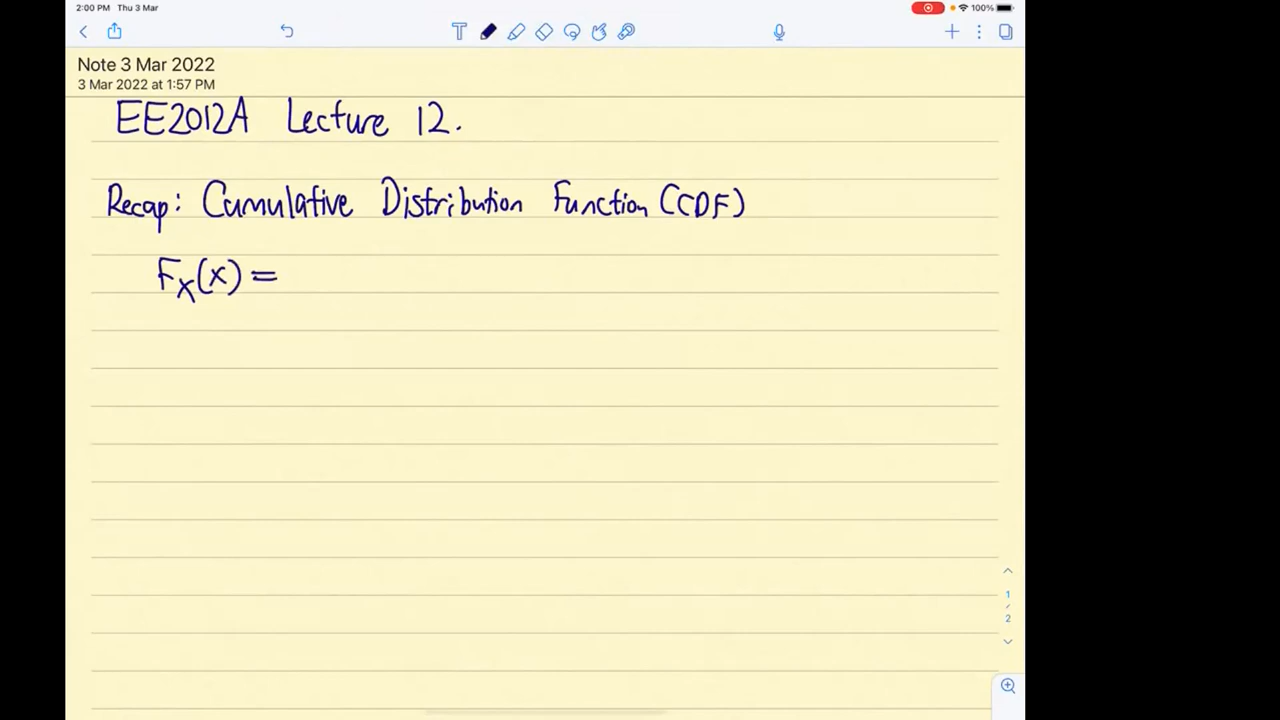 2:00 PM Thu 3 Mar
100%
Note 3 Mar 2022
3 Mar 2022 at 1:57 PM
EE2012A Lecture 12.
Recap: Cumulative Distribution Function (CDF)
F_X(x) =
1
/
2